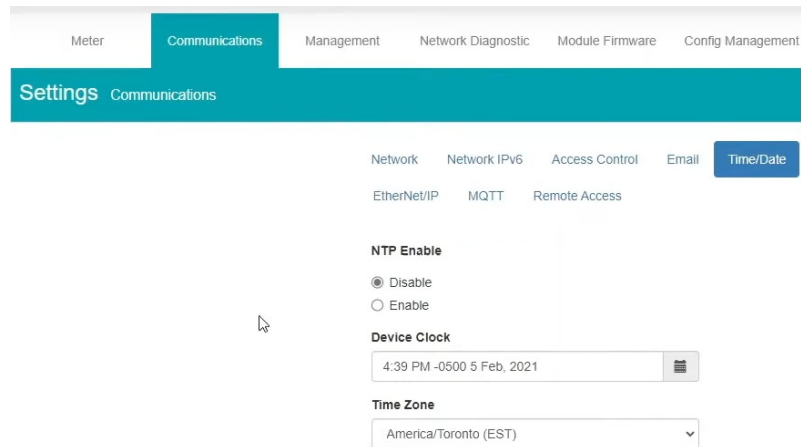 Meter Communications Management Network Diagnostic Module Firmware Config Management
Settings Communications
Network Network IPv6 Access Control Email Time/Date
EtherNet/IP MQTT Remote Access
NTP Enable
Disable
Enable
Device Clock
4:39 PM -0500 5 Feb, 2021
Time Zone
America/Toronto (EST)